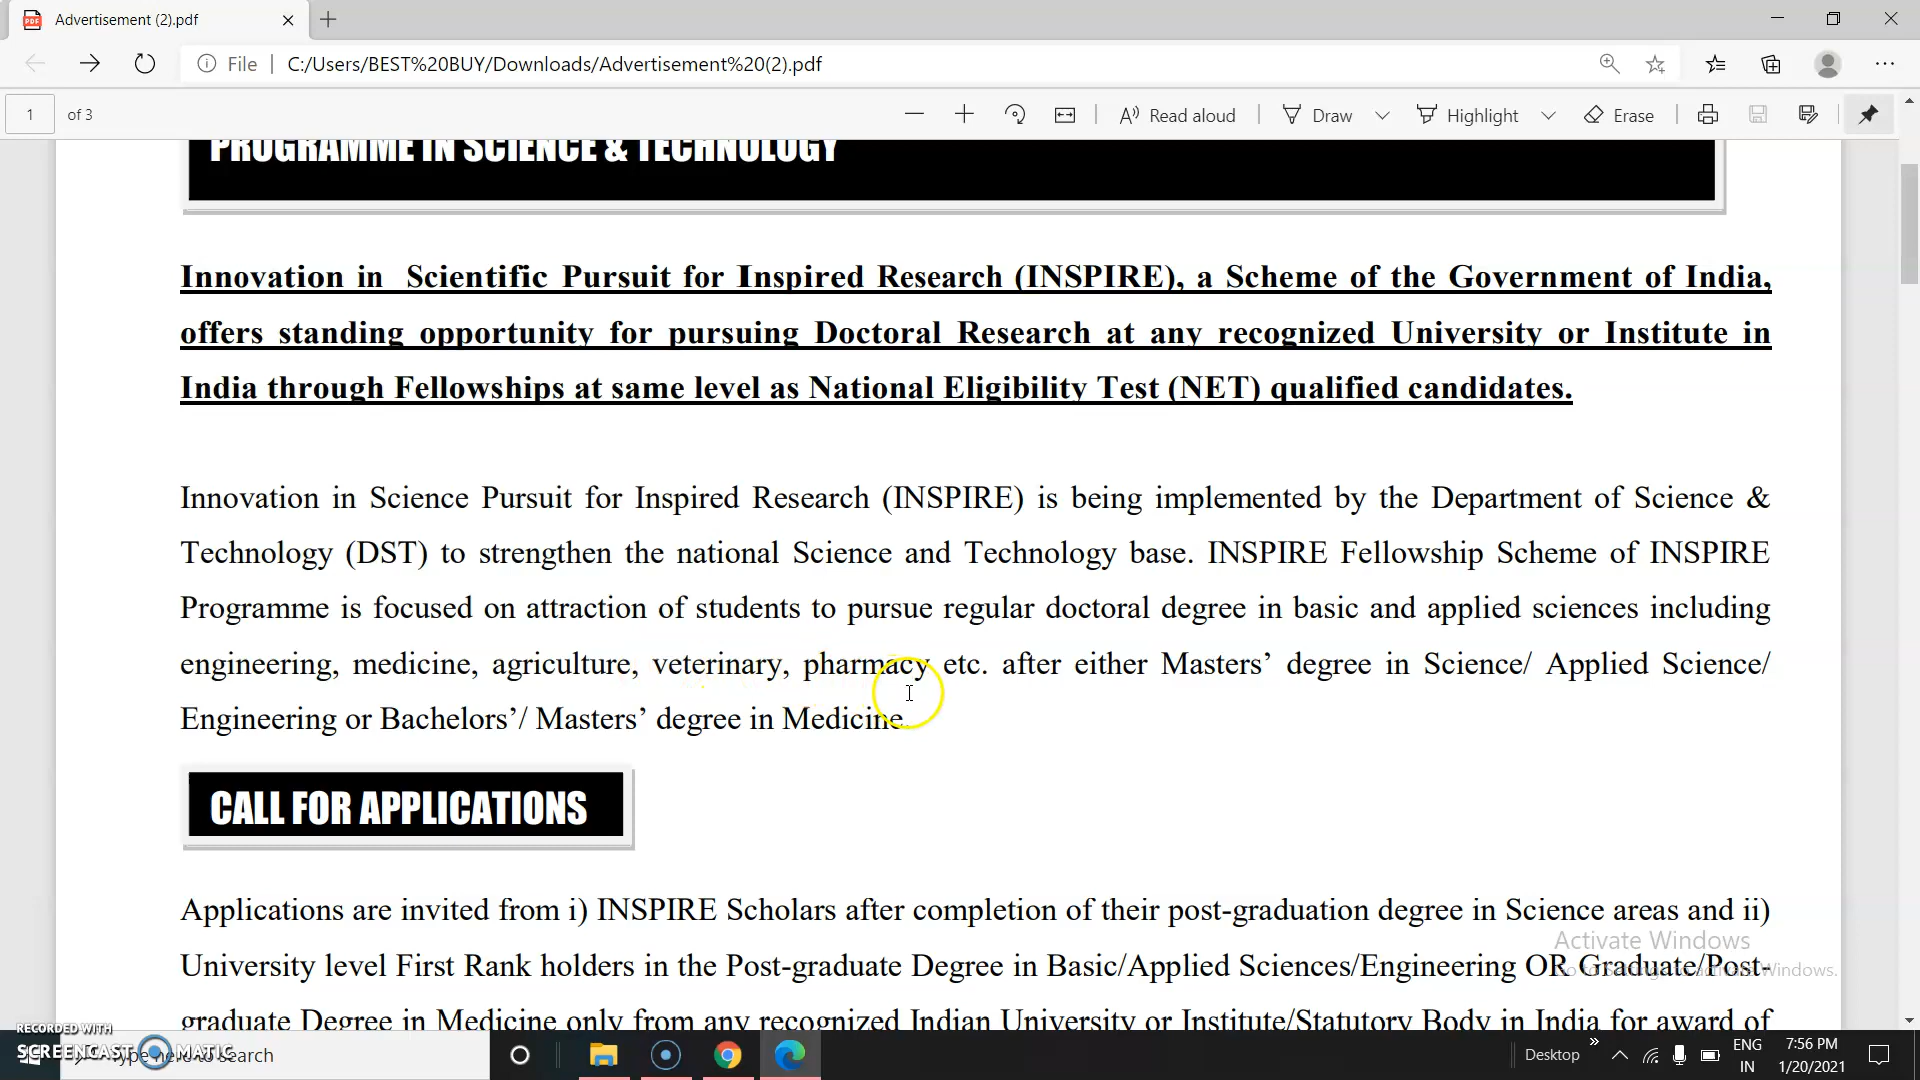 Advertisement (2).pdf
File
C:/Users/BEST%20BUY/Downloads/Advertisement%20(2).pdf
1 of 3
Read aloud
Draw
Highlight
Erase
PROGRAMME IN SCIENCE & TECHNOLOGY
Innovation in Scientific Pursuit for Inspired Research (INSPIRE), a Scheme of the Government of India,
offers standing opportunity for pursuing Doctoral Research at any recognized University or Institute in
India through Fellowships at same level as National Eligibility Test (NET) qualified candidates.
Innovation in Science Pursuit for Inspired Research (INSPIRE) is being implemented by the Department of Science &
Technology (DST) to strengthen the national Science and Technology base. INSPIRE Fellowship Scheme of INSPIRE
Programme is focused on attraction of students to pursue regular doctoral degree in basic and applied sciences including
engineering, medicine, agriculture, veterinary, pharmacy etc. after either Masters’ degree in Science/ Applied Science/
Engineering or Bachelors’/ Masters’ degree in Medicine.
CALL FOR APPLICATIONS
Applications are invited from i) INSPIRE Scholars after completion of their post-graduation degree in Science areas and ii)
University level First Rank holders in the Post-graduate Degree in Basic/Applied Sciences/Engineering OR Graduate/Post-
graduate Degree in Medicine only from any recognized Indian University or Institute/Statutory Body in India for award of
Activate Windows
Go to Settings to activate Windows.
RECORDED WITH
SCREENCAST MATIC
Type here to search
Desktop
ENG
IN
7:56 PM
1/20/2021